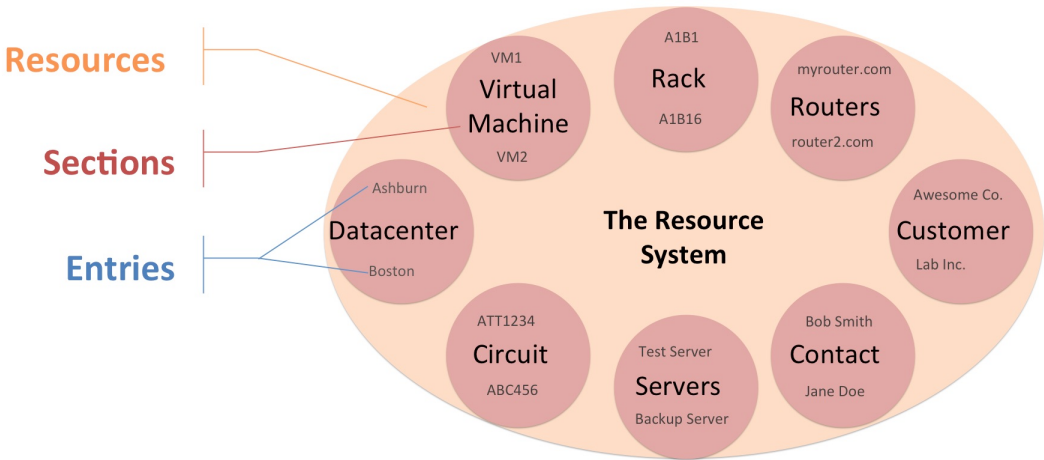 Resources
Sections
Entries
VM1
Virtual
Machine
VM2
A1B1
Rack
A1B16
myrouter.com
Routers
router2.com
Ashburn
Datacenter
Boston
The Resource
System
Awesome Co.
Customer
Lab Inc.
ATT1234
Circuit
ABC456
Test Server
Servers
Backup Server
Bob Smith
Contact
Jane Doe